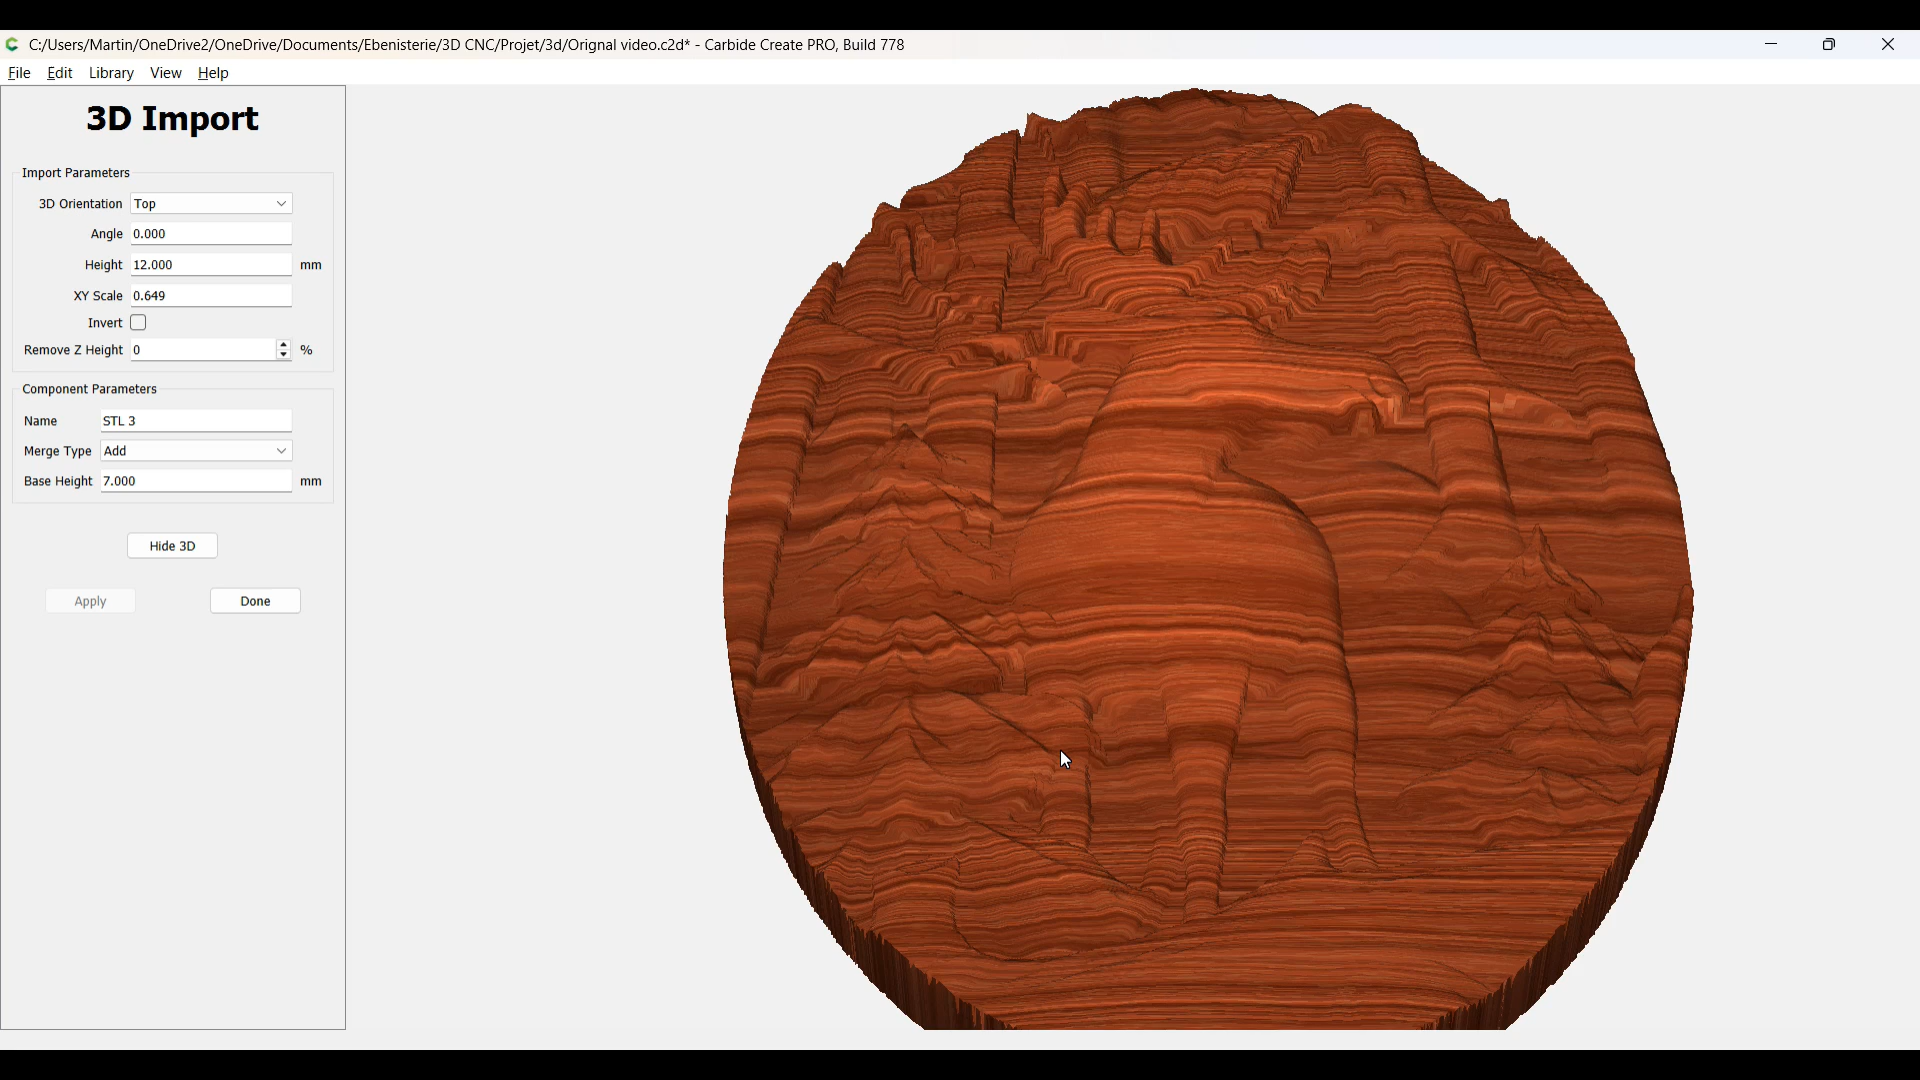 C:/Users/Martin/OneDrive2/OneDrive/Documents/Ebenisterie/3D CNC/Projet/3d/Orignal video.c2d* - Carbide Create PRO, Build 778
File Edit Library View Help
3D Import
Import Parameters
3D Orientation Top
Angle 0.000
Height 12.000 mm
XY Scale 0.649
Invert
Remove Z Height 0 %
Component Parameters
Name STL 3
Merge Type Add
Base Height 7.000 mm
Hide 3D
Apply Done